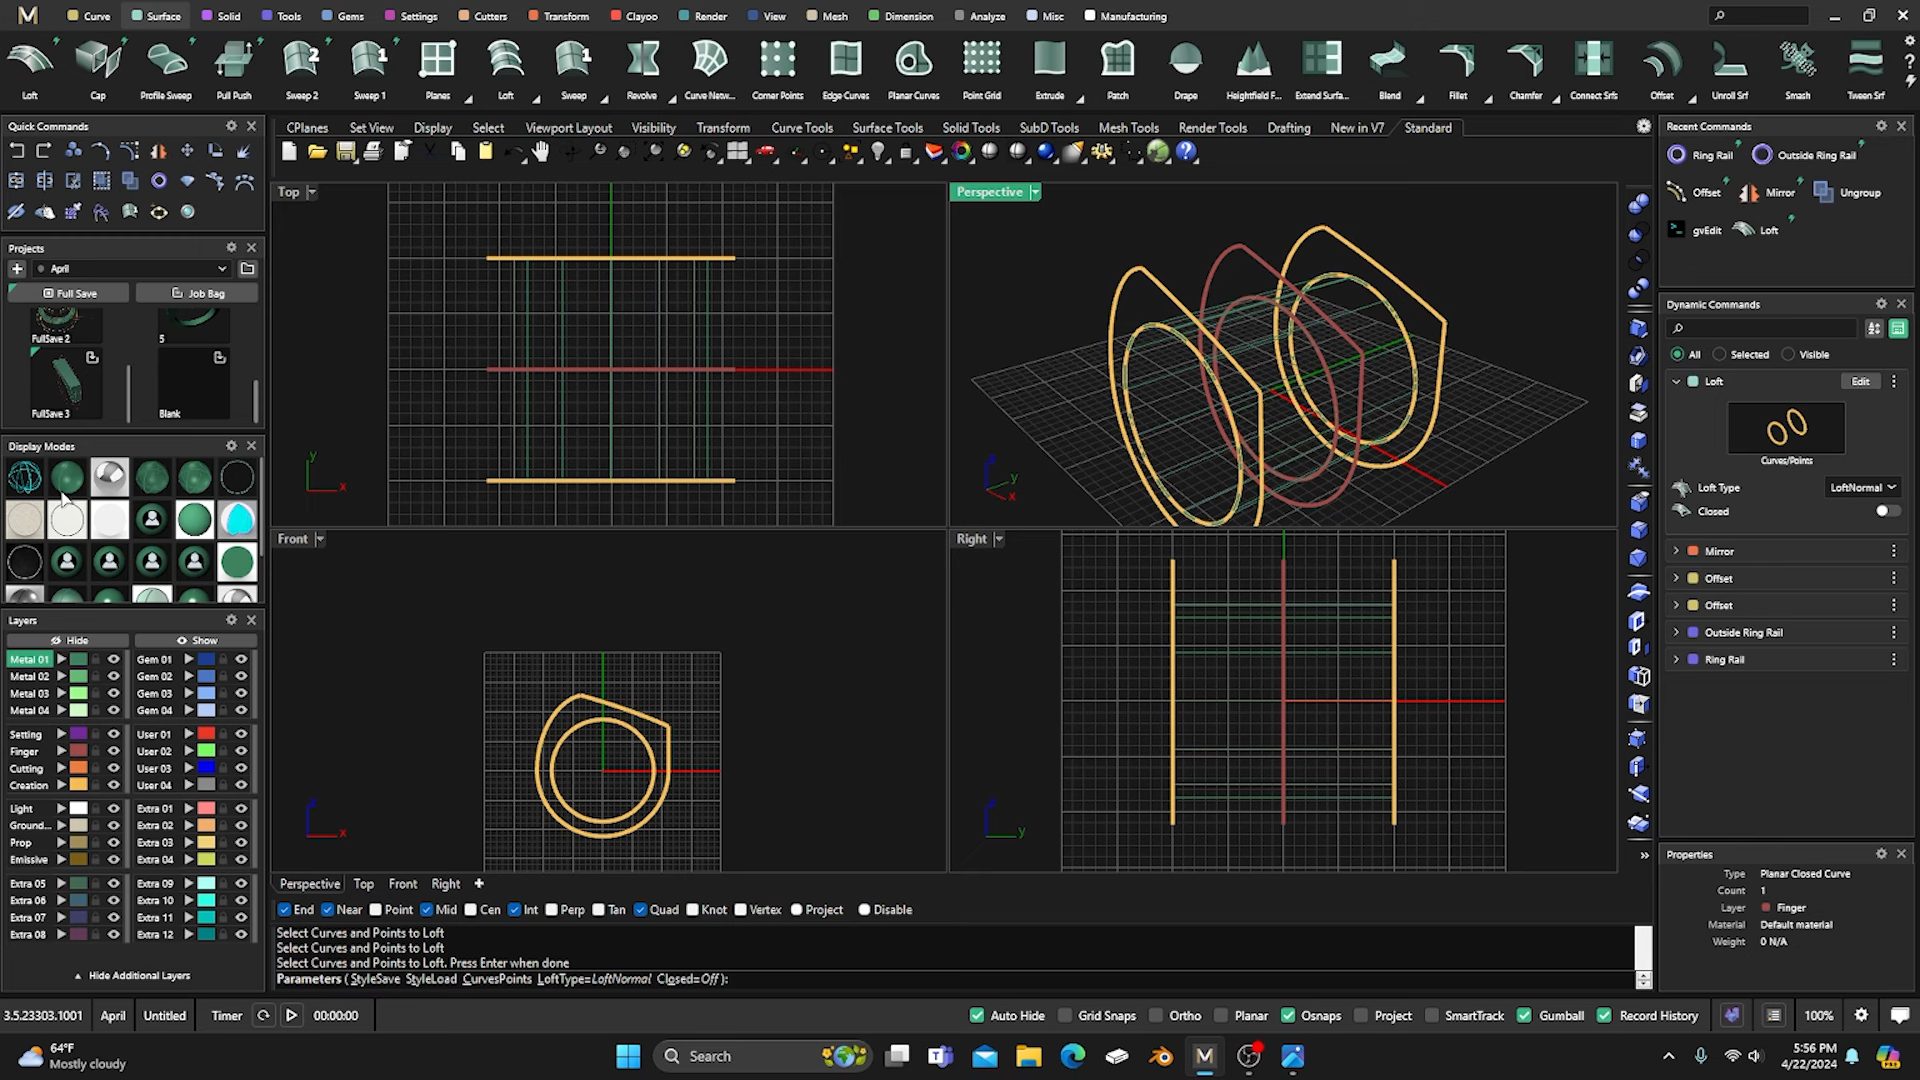 Curve Surface Solid Tools Gems Settings Cutters Transform Clayoo Render View Mesh Dimension Analyze Misc Manufacturing
Loft Cap Profile Sweep Pull Push Sweep 2 Sweep 1 Planes Loft Sweep Revolve Curve Netw... Corner Points Edge Curves Planar Curves Point Grid Extrude Patch Drape Heightfield F... Extend Surfa... Blend Fillet Chamfer Connect Srfs Offset Unroll Srf Smash Tween Srf
Quick Commands
CPlanes Set View Display Select Viewport Layout Visibility Transform Curve Tools Surface Tools Solid Tools SubD Tools Mesh Tools Render Tools Drafting New in V7 Standard
Recent Commands
Ring Rail Outside Ring Rail
Offset Mirror Ungroup
gvEdit Loft
Projects
April
Full Save Job Bag
FullSave 2 5
FullSave 3 Blank
Display Modes
Layers
Hide Show
Metal 01 Gem 01
Metal 02 Gem 02
Metal 03 Gem 03
Metal 04 Gem 04
Setting User 01
Finger User 02
Cutting User 03
Creation User 04
Light Extra 01
Ground... Extra 02
Prop Extra 03
Emissive Extra 04
Extra 05 Extra 09
Extra 06 Extra 10
Extra 07 Extra 11
Extra 08 Extra 12
Hide Additional Layers
Top
y
x
Perspective
y
x
Front
x
Right
y
Perspective Top Front Right
End Near Point Mid Cen Int Perp Tan Quad Knot Vertex Project Disable
Select Curves and Points to Loft
Select Curves and Points to Loft
Select Curves and Points to Loft. Press Enter when done
Parameters ( StyleSave StyleLoad CurvesPoints LoftType=LoftNormal Closed=Off ):
Dynamic Commands
All Selected Visible
Loft Edit
Curves/Points
Loft Type LoftNormal
Closed
Mirror
Offset
Offset
Outside Ring Rail
Ring Rail
Properties
Type Planar Closed Curve
Count 1
Layer Finger
Material Default material
Weight 0 N/A
3.5.23303.1001 April Untitled Timer 00:00:00 Auto Hide Grid Snaps Ortho Planar Osnaps Project SmartTrack Gumball Record History 100%
64°F
Mostly cloudy
Search
5:56 PM
4/22/2024